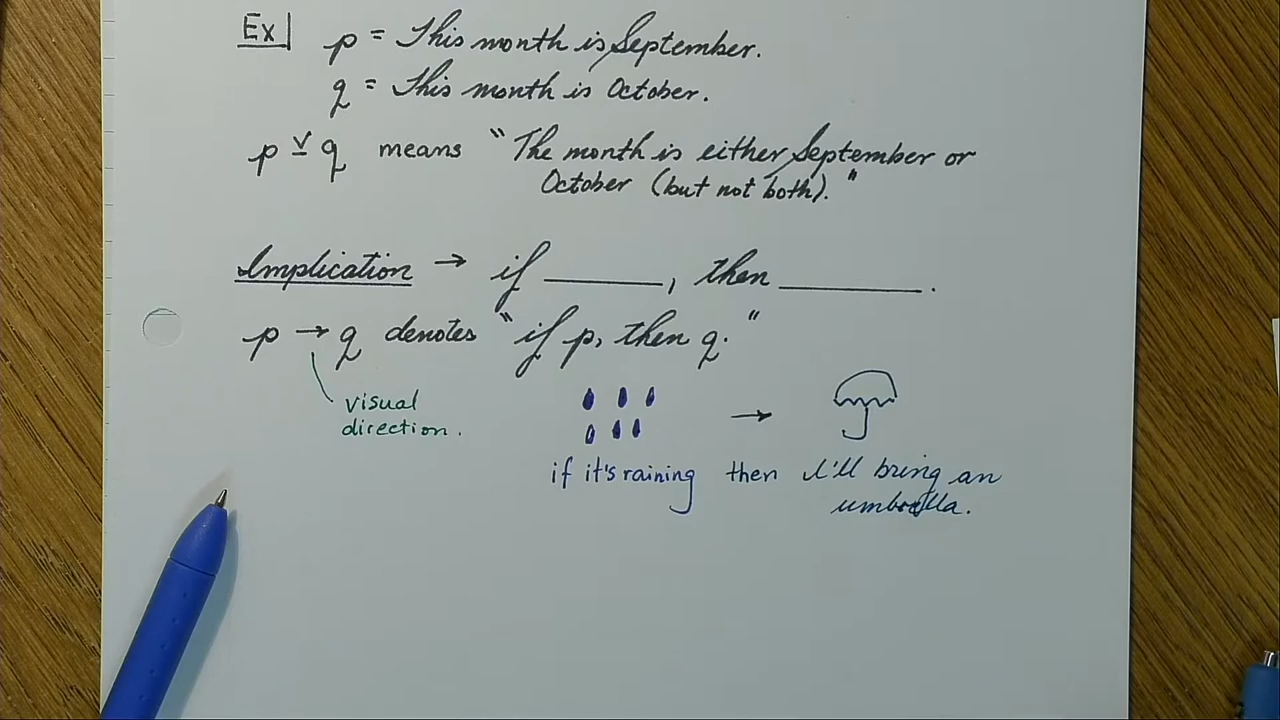 Ex p = This month is September.
q = This month is October.
p ⊻ q means "The month is either September or
October (but not both)."
Implication → if ______, then ______.
p → q denotes "if p, then q."
visual
direction.
→
if it's raining then I'll bring an
umbrella.